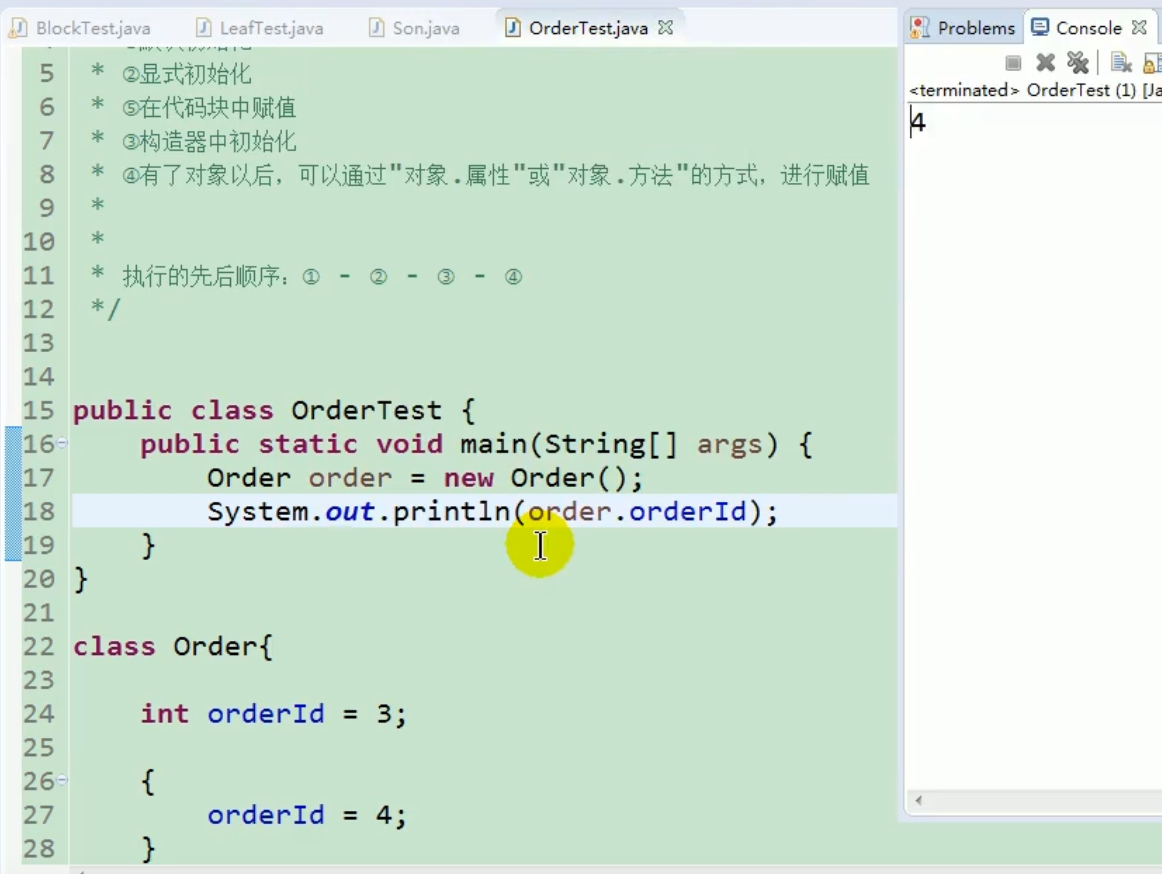 BlockTest.java LeafTest.java Son.java OrderTest.java
Problems Console
<terminated> OrderTest (1) [Ja
4
5 * ②显式初始化
6 * ⑤在代码块中赋值
7 * ③构造器中初始化
8 * ④有了对象以后，可以通过"对象.属性"或"对象.方法"的方式，进行赋值
9 *
10 *
11 * 执行的先后顺序：① - ② - ③ - ④
12 */
13
14
15 public class OrderTest {
16 public static void main(String[] args) {
17 Order order = new Order();
18 System.out.println(order.orderId);
19 }
20 }
21
22 class Order{
23
24 int orderId = 3;
25
26 {
27 orderId = 4;
28 }